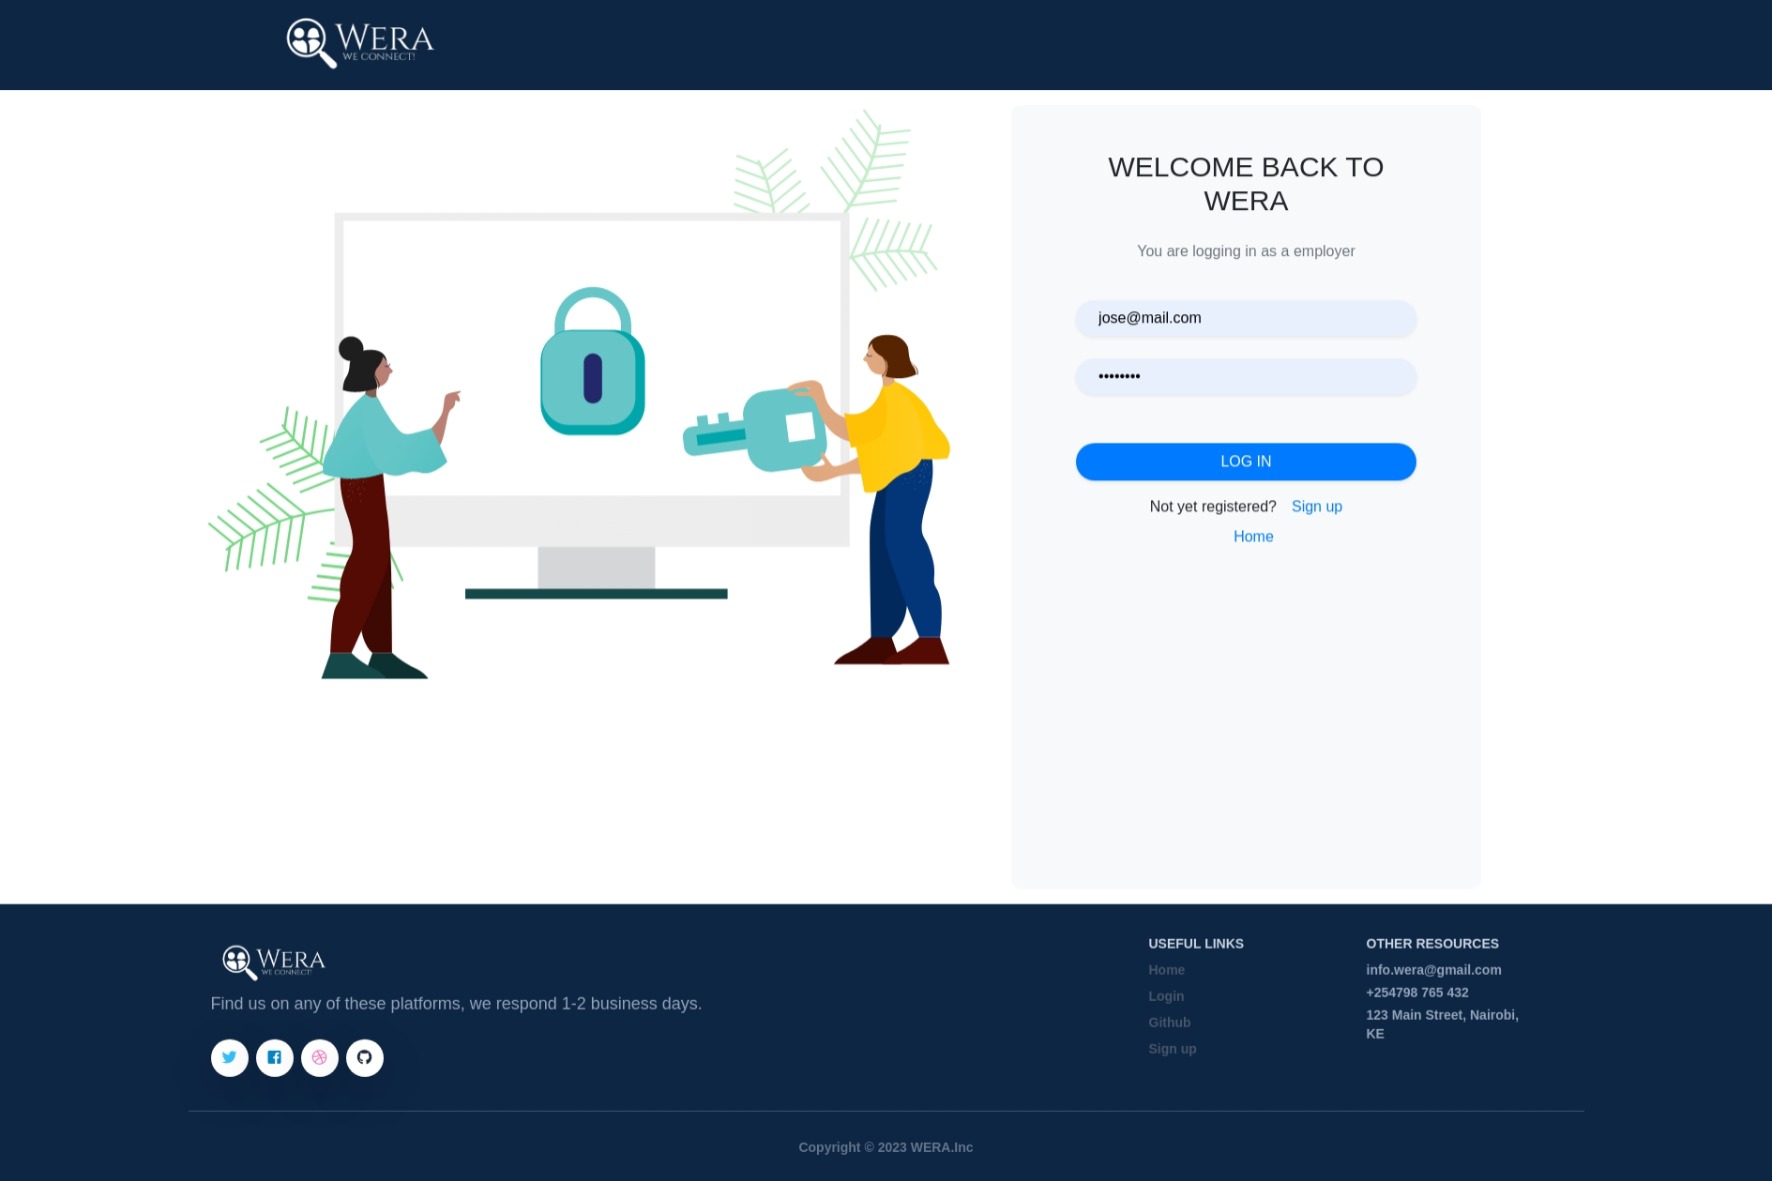 WERA
WE CONNECT!
WELCOME BACK TO
WERA
You are logging in as a employer
jose@mail.com
••••••••
LOG IN
Not yet registered? Sign up
Home
WERA
WE CONNECT!
Find us on any of these platforms, we respond 1-2 business days.
USEFUL LINKS
Home
Login
Github
Sign up
OTHER RESOURCES
info.wera@gmail.com
+254798 765 432
123 Main Street, Nairobi,
KE
Copyright © 2023 WERA.Inc